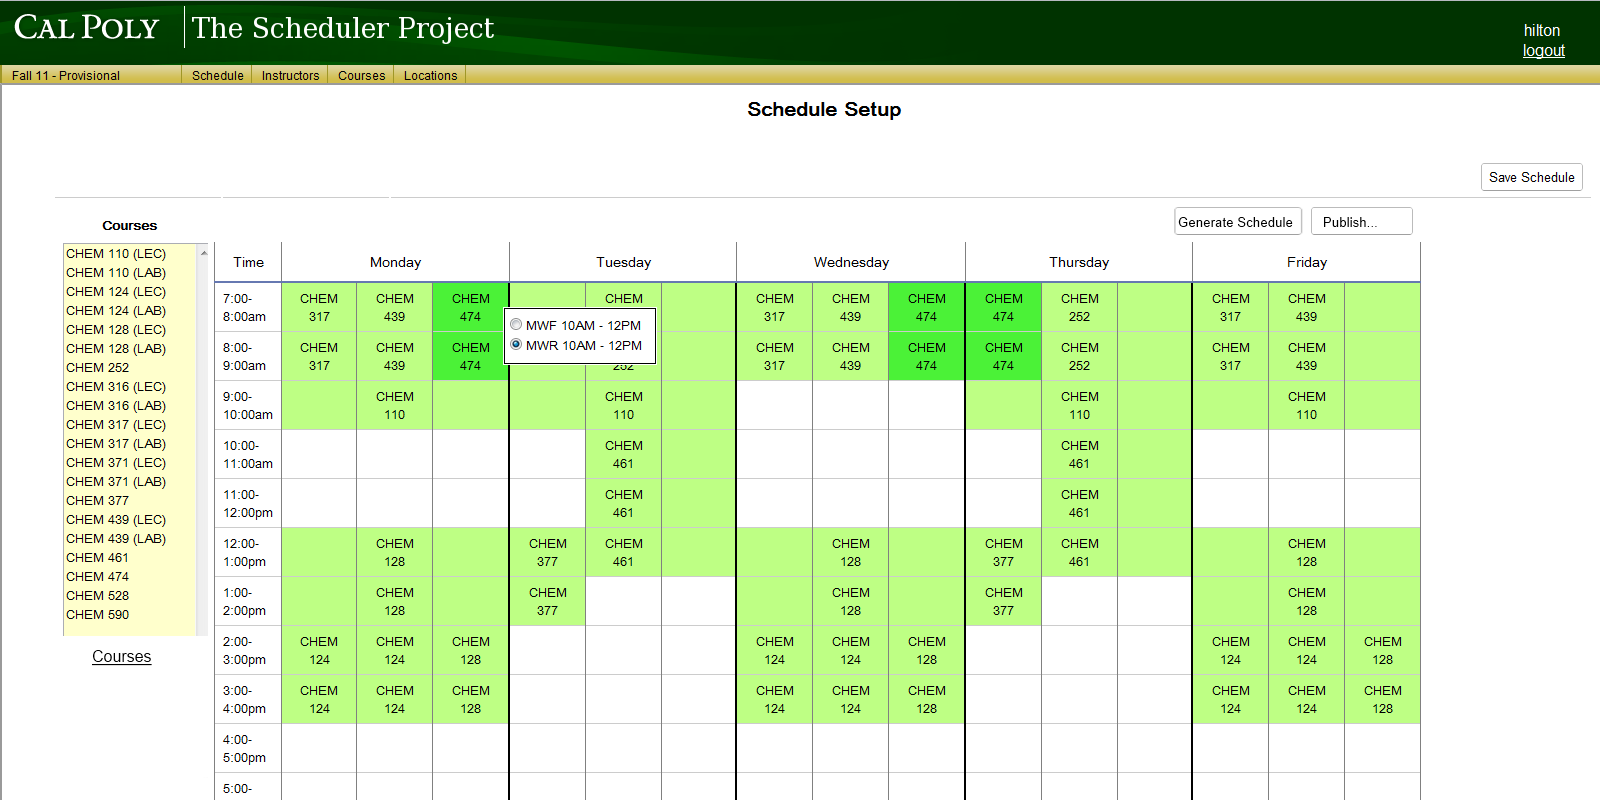 CAL POLY
The Scheduler Project
hilton
logout
Fall 11 - Provisional
Schedule
Instructors
Courses
Locations
Schedule Setup
Save Schedule
Generate Schedule
Publish...
Courses
CHEM 110 (LEC)
CHEM 110 (LAB)
CHEM 124 (LEC)
CHEM 124 (LAB)
CHEM 128 (LEC)
CHEM 128 (LAB)
CHEM 252
CHEM 316 (LEC)
CHEM 316 (LAB)
CHEM 317 (LEC)
CHEM 317 (LAB)
CHEM 371 (LEC)
CHEM 371 (LAB)
CHEM 377
CHEM 439 (LEC)
CHEM 439 (LAB)
CHEM 461
CHEM 474
CHEM 528
CHEM 590
Courses
Time Monday Tuesday Wednesday Thursday Friday
7:00- CHEM CHEM CHEM CHEM CHEM CHEM CHEM CHEM CHEM CHEM CHEM
8:00am 317 439 474 317 439 474 474 252 317 439
MWF 10AM - 12PM
MWR 10AM - 12PM
8:00- CHEM CHEM CHEM CHEM CHEM CHEM CHEM CHEM CHEM CHEM
9:00am 317 439 474 252 317 439 474 474 252 317 439
9:00- CHEM CHEM CHEM CHEM
10:00am 110 110 110 110
10:00- CHEM CHEM
11:00am 461 461
11:00- CHEM CHEM
12:00pm 461 461
12:00- CHEM CHEM CHEM CHEM CHEM CHEM CHEM
1:00pm 128 377 461 128 377 461 128
1:00- CHEM CHEM CHEM CHEM CHEM
2:00pm 128 377 128 377 128
2:00- CHEM CHEM CHEM CHEM CHEM CHEM CHEM CHEM CHEM
3:00pm 124 124 128 124 124 128 124 124 128
3:00- CHEM CHEM CHEM CHEM CHEM CHEM CHEM CHEM CHEM
4:00pm 124 124 128 124 124 128 124 124 128
4:00-
5:00pm
5:00-